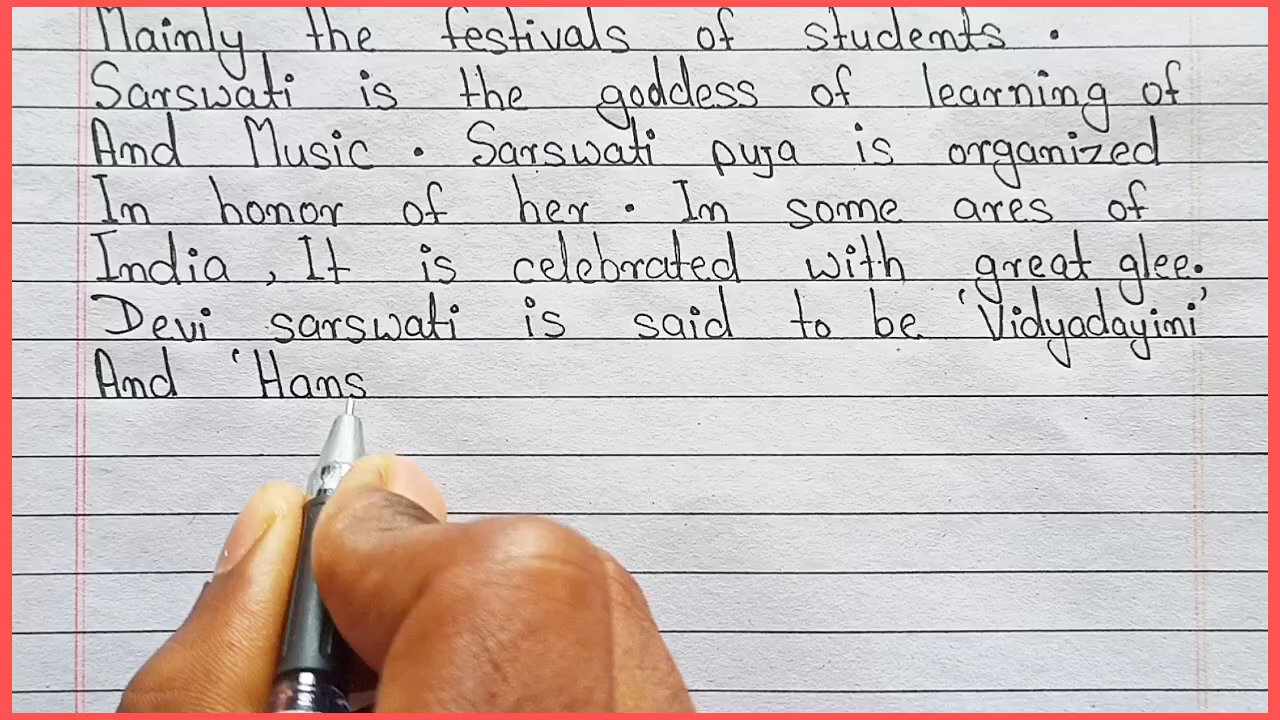 Mainly the festivals of students .
Sarswati is the goddess of learning of
And Music . Sarswati puja is organized
In honor of her . In some ares of
India , It is celebrated with great glee.
Devi sarswati is said to be 'Vidyadayini'
And 'Hans